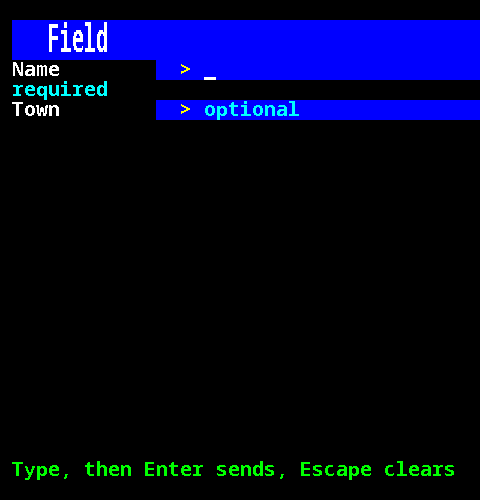 Field
Name > _
required
Town > optional
Type, then Enter sends, Escape clears